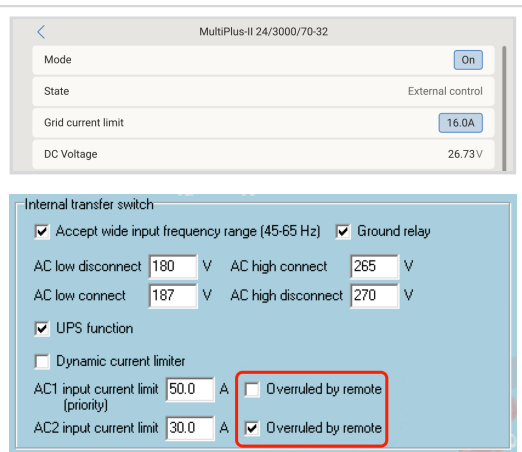 MultiPlus-II 24/3000/70-32
Mode On
State External control
Grid current limit 16.0A
DC Voltage 26.73V
Internal transfer switch
Accept wide input frequency range (45-65 Hz) Ground relay
AC low disconnect 180 V AC high connect 265 V
AC low connect 187 V AC high disconnect 270 V
UPS function
Dynamic current limiter
AC1 input current limit 50.0 A Overruled by remote
(priority)
AC2 input current limit 30.0 A Overruled by remote